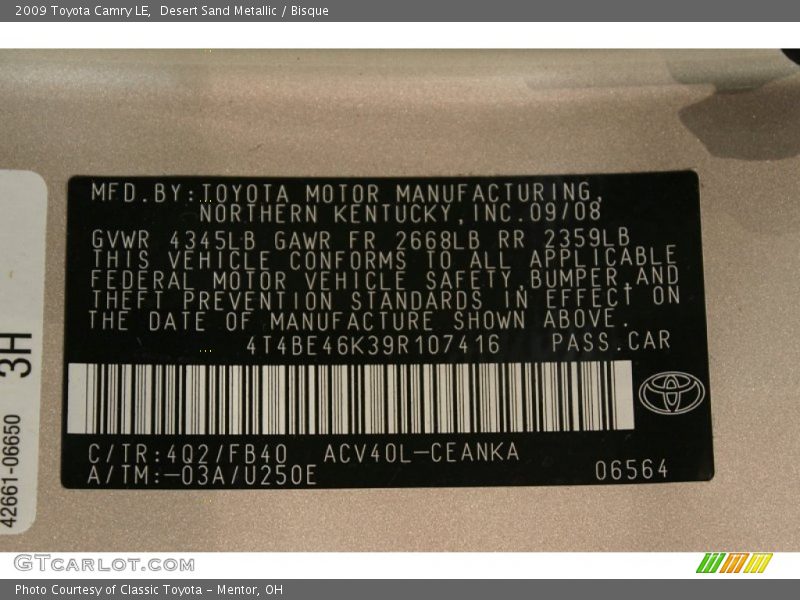 2009 Toyota Camry LE, Desert Sand Metallic / Bisque
MFD.BY:TOYOTA MOTOR MANUFACTURING,
NORTHERN KENTUCKY,INC.09/08
GVWR 4345LB GAWR FR 2668LB RR 2359LB
THIS VEHICLE CONFORMS TO ALL APPLICABLE
FEDERAL MOTOR VEHICLE SAFETY,BUMPER,AND
THEFT PREVENTION STANDARDS IN EFFECT ON
THE DATE OF MANUFACTURE SHOWN ABOVE.
4T4BE46K39R107416 PASS.CAR
C/TR:4Q2/FB40 ACV40L-CEANKA
A/TM:-03A/U250E 06564
42661-06650 3H
GTCARLOT.COM
Photo Courtesy of Classic Toyota - Mentor, OH